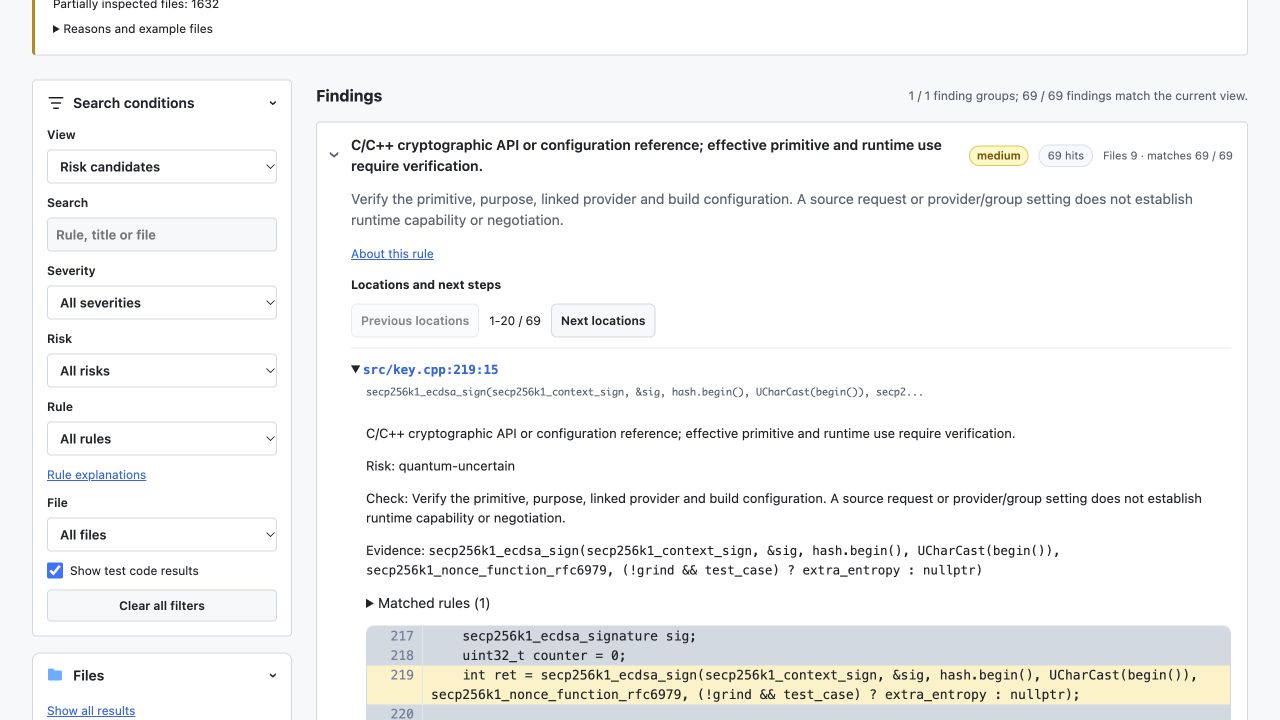 Partially inspected files: 1632
▶ Reasons and example files
Search conditions
View
Risk candidates
Search
Rule, title or file
Severity
All severities
Risk
All risks
Rule
All rules
Rule explanations
File
All files
Show test code results
Clear all filters
Files
Show all results
Findings
1 / 1 finding groups; 69 / 69 findings match the current view.
C/C++ cryptographic API or configuration reference; effective primitive and runtime use
require verification.
medium
69 hits
Files 9 · matches 69 / 69
Verify the primitive, purpose, linked provider and build configuration. A source request or provider/group setting does not establish
runtime capability or negotiation.
About this rule
Locations and next steps
Previous locations
1-20 / 69
Next locations
▼ src/key.cpp:219:15
secp256k1_ecdsa_sign(secp256k1_context_sign, &sig, hash.begin(), UCharCast(begin()), secp2...
C/C++ cryptographic API or configuration reference; effective primitive and runtime use require verification.
Risk: quantum-uncertain
Check: Verify the primitive, purpose, linked provider and build configuration. A source request or provider/group setting does not establish
runtime capability or negotiation.
Evidence: secp256k1_ecdsa_sign(secp256k1_context_sign, &sig, hash.begin(), UCharCast(begin()),
secp256k1_nonce_function_rfc6979, (!grind && test_case) ? extra_entropy : nullptr)
▶ Matched rules (1)
217 secp256k1_ecdsa_signature sig;
218 uint32_t counter = 0;
219 int ret = secp256k1_ecdsa_sign(secp256k1_context_sign, &sig, hash.begin(), UCharCast(begin()),
secp256k1_nonce_function_rfc6979, (!grind && test_case) ? extra_entropy : nullptr);
220